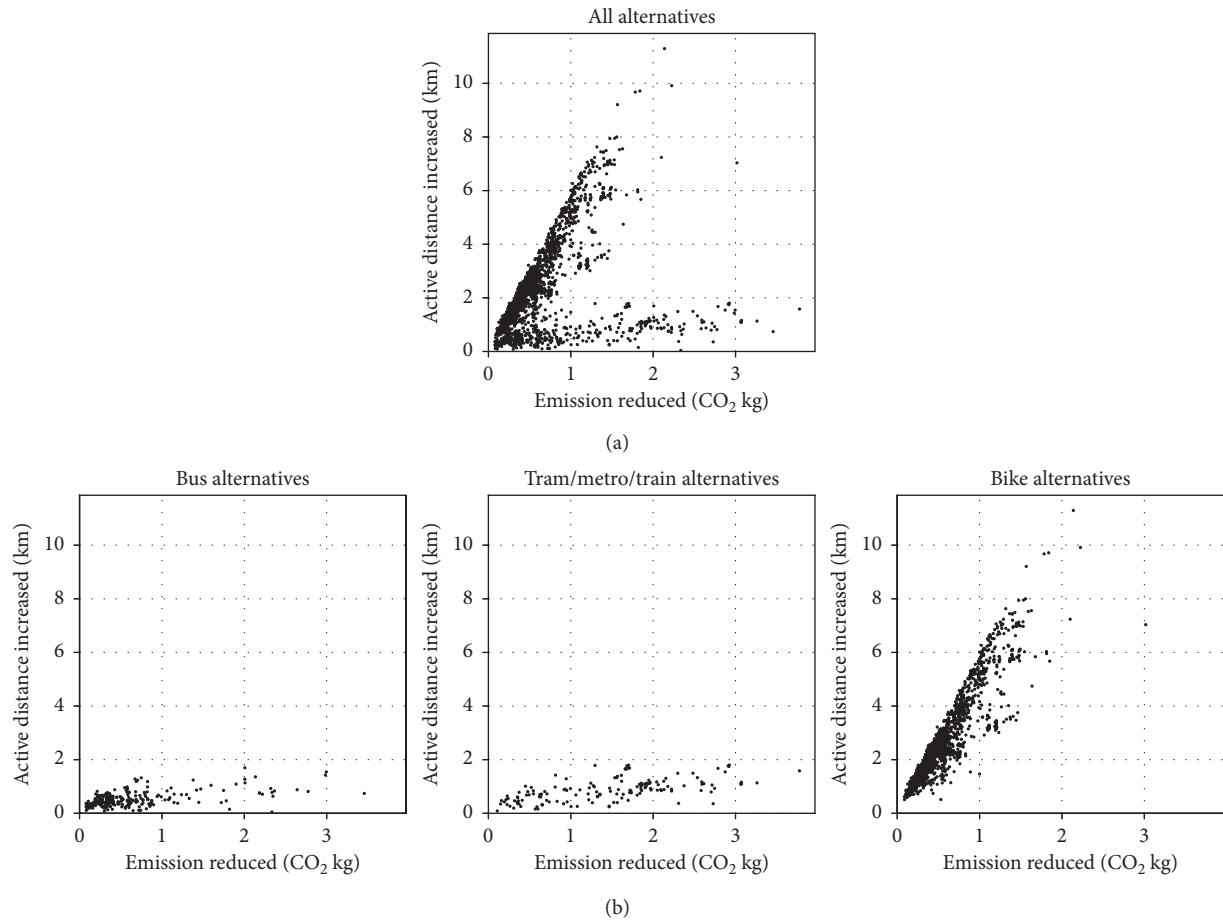 All alternatives
Active distance increased (km)
10
8
6
4
2
0
0 1 2 3
Emission reduced (CO₂ kg)
(a)
Bus alternatives
Active distance increased (km)
10
8
6
4
2
0
0 1 2 3
Emission reduced (CO₂ kg)
Tram/metro/train alternatives
Active distance increased (km)
10
8
6
4
2
0
0 1 2 3
Emission reduced (CO₂ kg)
Bike alternatives
Active distance increased (km)
10
8
6
4
2
0
0 1 2 3
Emission reduced (CO₂ kg)
(b)